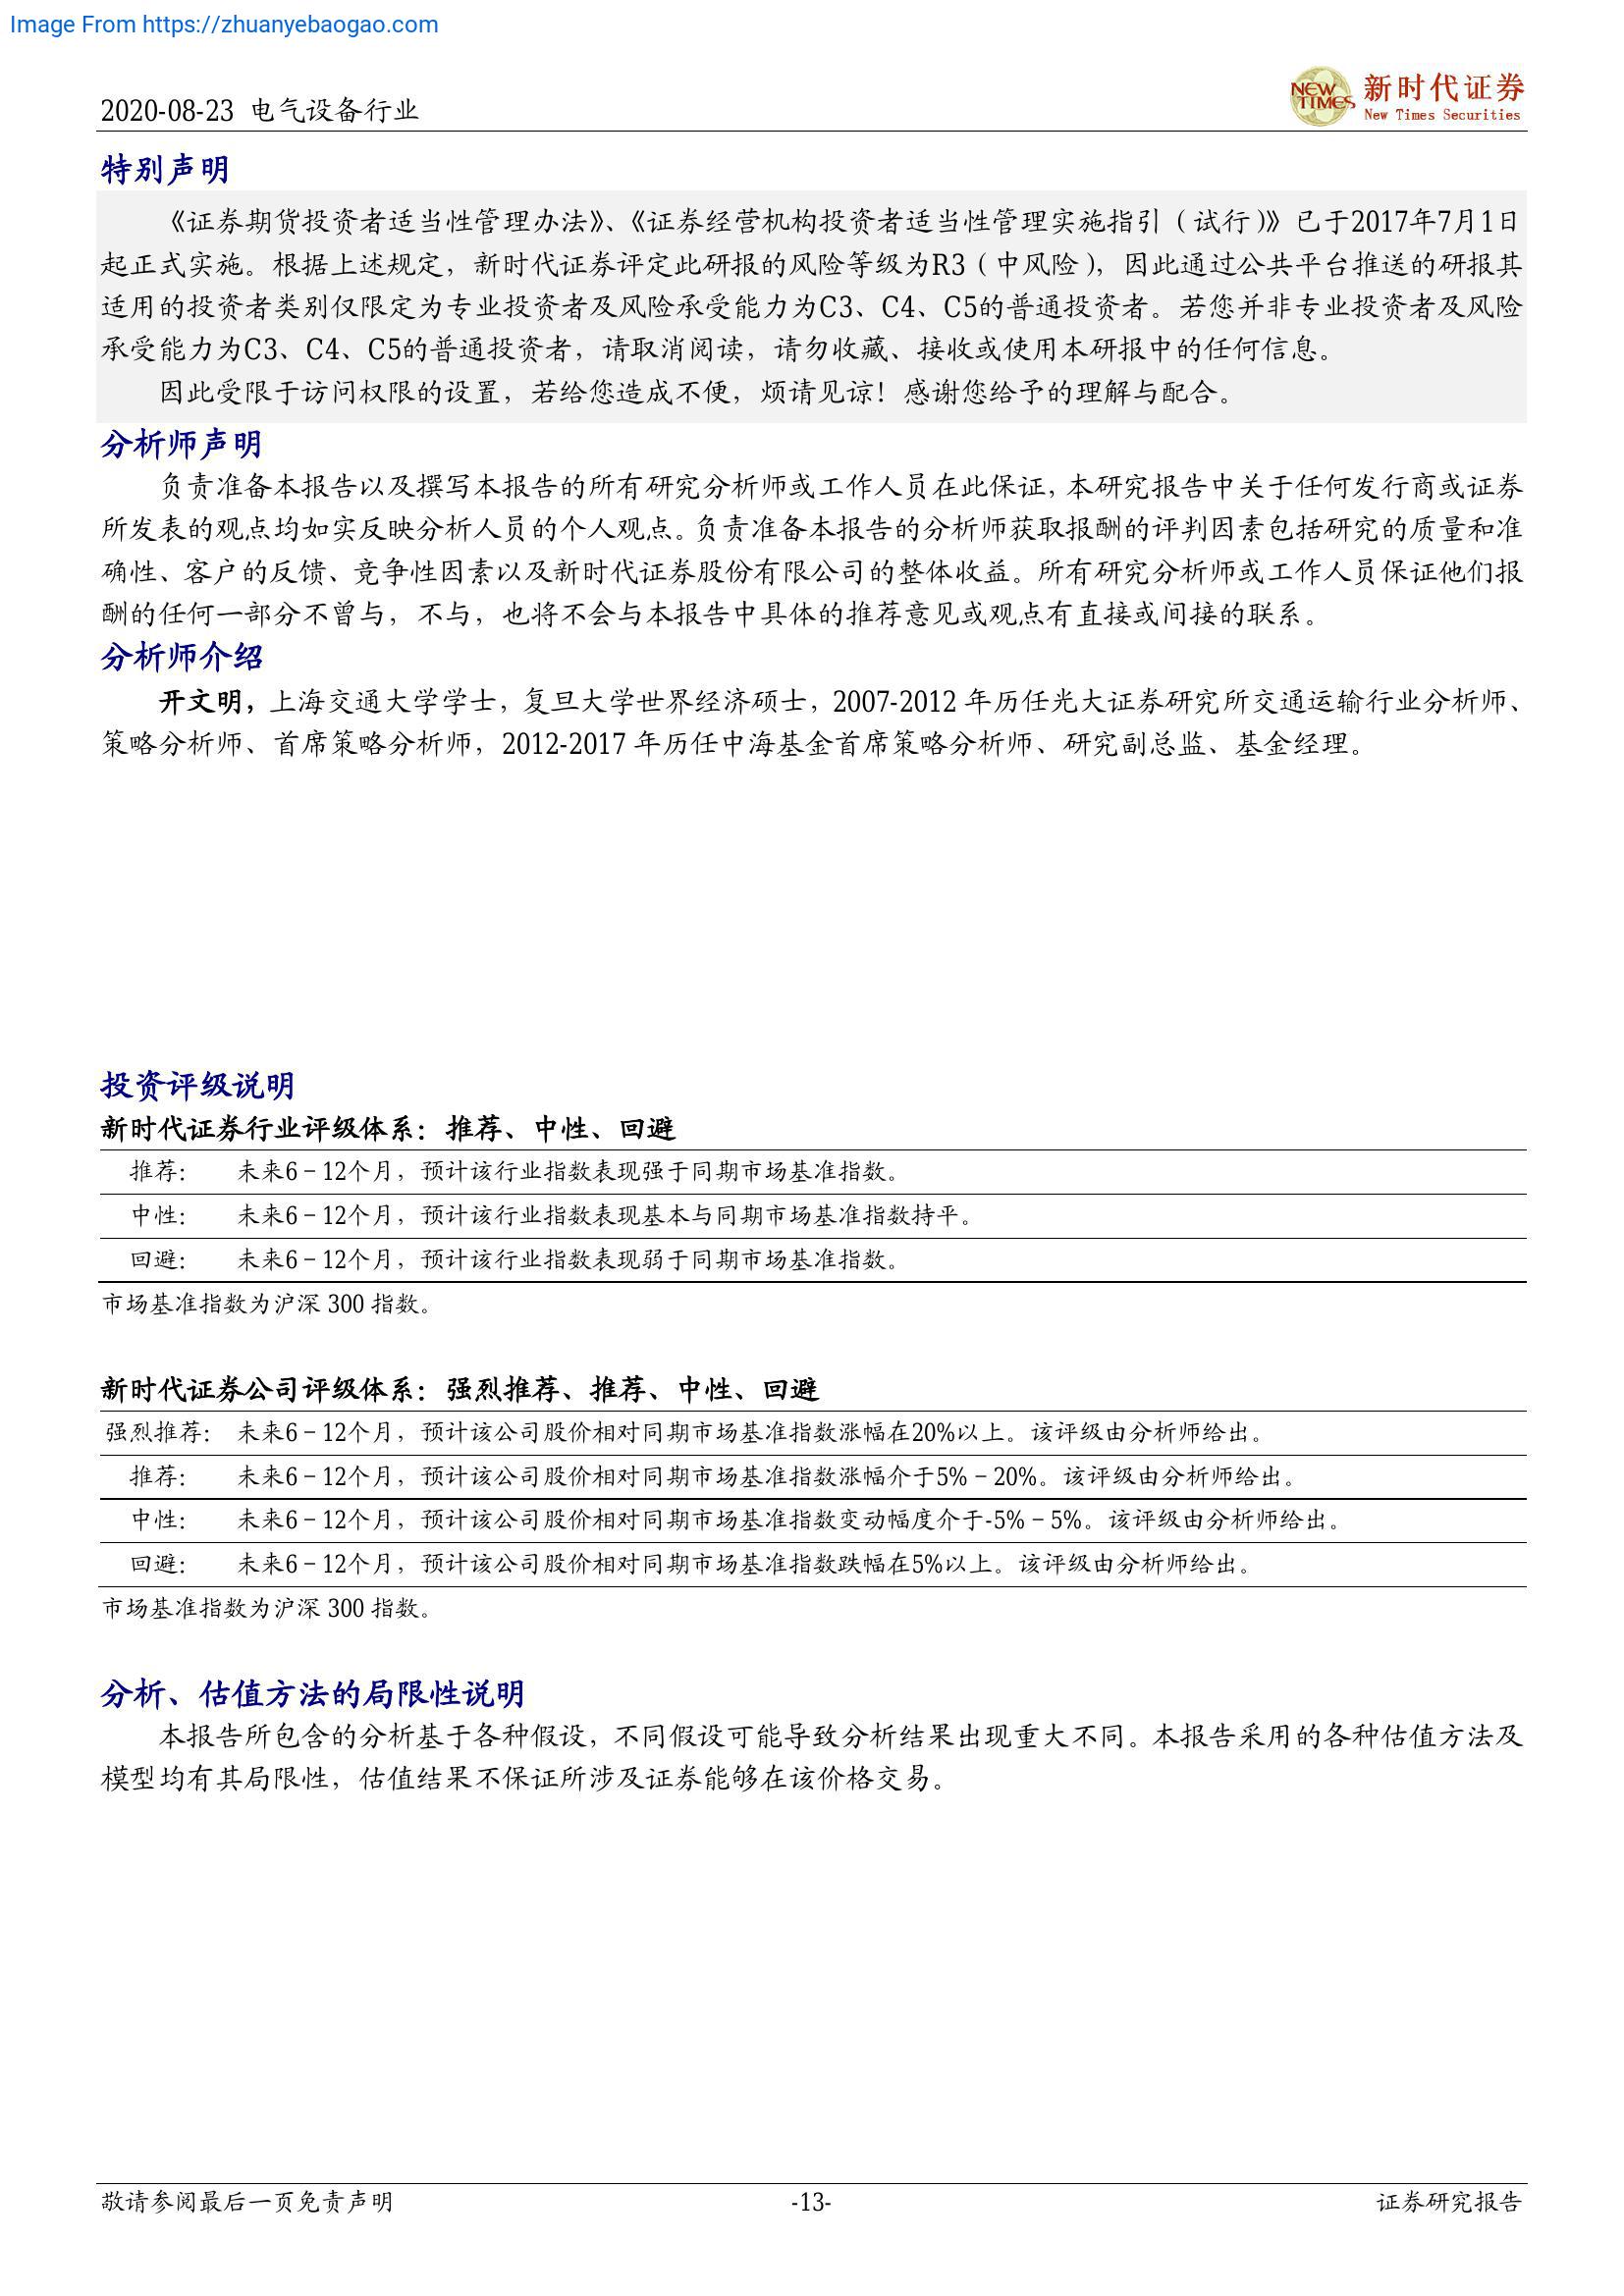 Image From https://zhuanyebaogao.com
2020-08-23 电气设备行业
NEW TIMES 新时代证券
New Times Securities
特别声明
《证券期货投资者适当性管理办法》、《证券经营机构投资者适当性管理实施指引（试行）》已于2017年7月1日
起正式实施。根据上述规定，新时代证券评定此研报的风险等级为R3（中风险），因此通过公共平台推送的研报其
适用的投资者类别仅限定为专业投资者及风险承受能力为C3、C4、C5的普通投资者。若您并非专业投资者及风险
承受能力为C3、C4、C5的普通投资者，请取消阅读，请勿收藏、接收或使用本研报中的任何信息。
因此受限于访问权限的设置，若给您造成不便，烦请见谅！感谢您给予的理解与配合。
分析师声明
负责准备本报告以及撰写本报告的所有研究分析师或工作人员在此保证，本研究报告中关于任何发行商或证券
所发表的观点均如实反映分析人员的个人观点。负责准备本报告的分析师获取报酬的评判因素包括研究的质量和准
确性、客户的反馈、竞争性因素以及新时代证券股份有限公司的整体收益。所有研究分析师或工作人员保证他们报
酬的任何一部分不曾与，不与，也将不会与本报告中具体的推荐意见或观点有直接或间接的联系。
分析师介绍
开文明，上海交通大学学士，复旦大学世界经济硕士，2007-2012 年历任光大证券研究所交通运输行业分析师、
策略分析师、首席策略分析师，2012-2017 年历任中海基金首席策略分析师、研究副总监、基金经理。
投资评级说明
新时代证券行业评级体系：推荐、中性、回避
推荐： 未来6－12个月，预计该行业指数表现强于同期市场基准指数。
中性： 未来6－12个月，预计该行业指数表现基本与同期市场基准指数持平。
回避： 未来6－12个月，预计该行业指数表现弱于同期市场基准指数。
市场基准指数为沪深 300 指数。
新时代证券公司评级体系：强烈推荐、推荐、中性、回避
强烈推荐： 未来6－12个月，预计该公司股价相对同期市场基准指数涨幅在20%以上。该评级由分析师给出。
推荐： 未来6－12个月，预计该公司股价相对同期市场基准指数涨幅介于5%－20%。该评级由分析师给出。
中性： 未来6－12个月，预计该公司股价相对同期市场基准指数变动幅度介于-5%－5%。该评级由分析师给出。
回避： 未来6－12个月，预计该公司股价相对同期市场基准指数跌幅在5%以上。该评级由分析师给出。
市场基准指数为沪深 300 指数。
分析、估值方法的局限性说明
本报告所包含的分析基于各种假设，不同假设可能导致分析结果出现重大不同。本报告采用的各种估值方法及
模型均有其局限性，估值结果不保证所涉及证券能够在该价格交易。
敬请参阅最后一页免责声明 -13- 证券研究报告